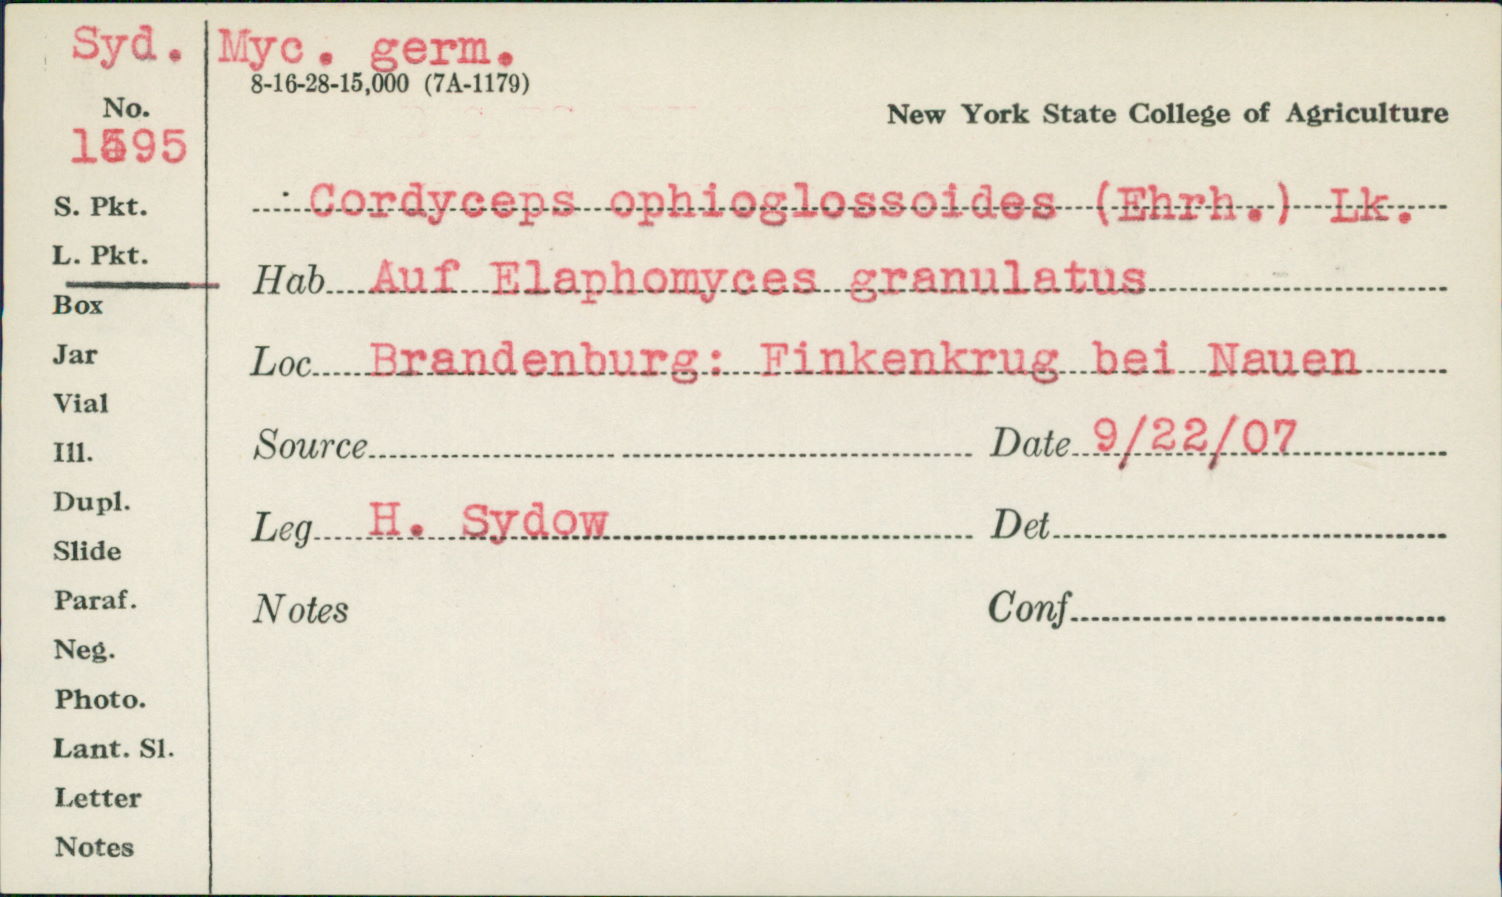 Syd. Myc. germ.
8-16-28-15,000 (7A-1179)
No.
New York State College of Agriculture
S. Pkt.
L. Pkt.
Box
Jar
Vial
Ill.
Dupl.
Slide
Paraf.
Neg.
Photo.
Lant. Sl.
Letter
Notes
Cordyceps ophioglossoides (Ehrh.) Lk.
Hab Auf Elaphomyces granulatus
Loc Brandenburg: Finkenkrug bei Nauen
Source Date 9/22/07
Leg H. Sydow Det
Notes Conf